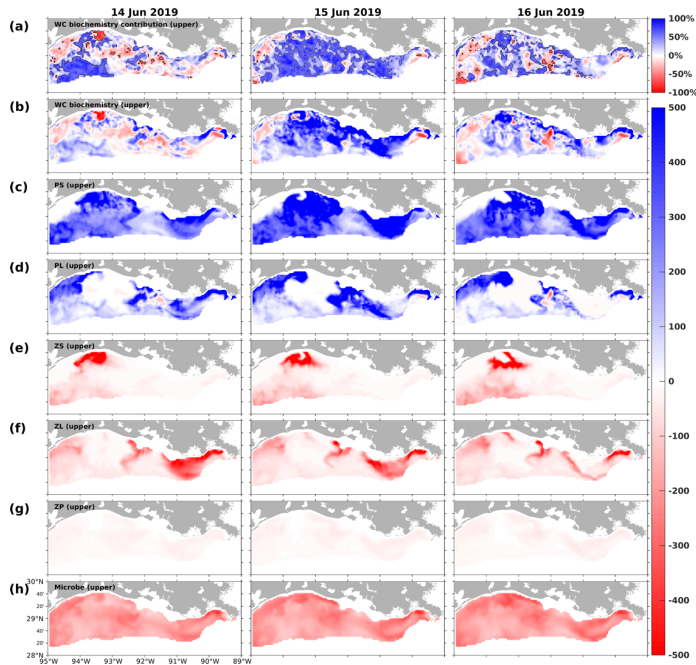 14 Jun 2019 15 Jun 2019 16 Jun 2019
(a) WC biochemistry contribution (upper)
100%
50%
0%
-50%
-100%
(b) WC biochemistry (upper)
500
(c) PS (upper)
400
300
(d) PL (upper)
200
100
(e) ZS (upper)
0
(f) ZL (upper)
-100
-200
(g) ZP (upper)
-300
(h) Microbe (upper)
-400
-500
30°N
40'
20'
29°N
40'
20'
28°N
95°W 94°W 93°W 92°W 91°W 90°W 89°W